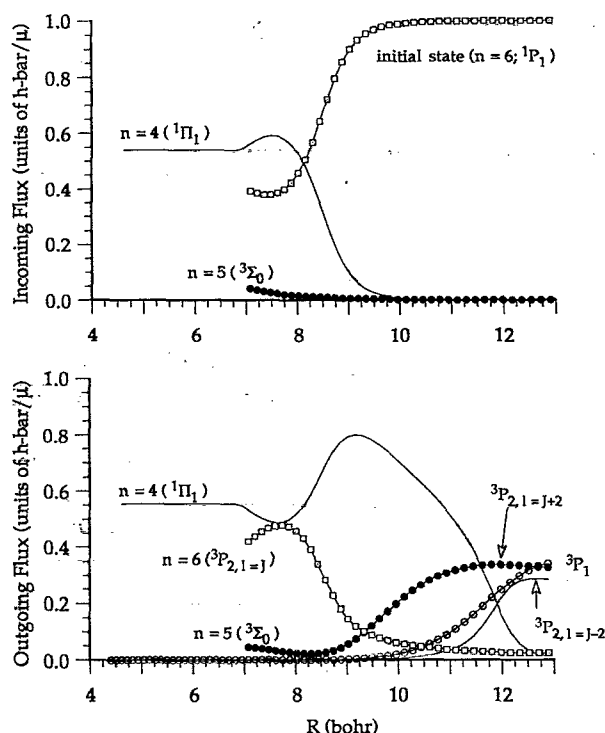 Incoming Flux (units of h-bar/μ)
1.0
0.8
0.6
0.4
0.2
0.0
initial state (n = 6; ¹P₁)
n = 4 (¹Π₁)
n = 5 (³Σ₀)
4 6 8 10 12
Outgoing Flux (units of h-bar/μ)
1.0
0.8
0.6
0.4
0.2
0.0
n = 4 (¹Π₁)
n = 6 (³P₂,₁₌J)
n = 5 (³Σ₀)
³P₂,₁₌J+2
³P₁
³P₂,₁₌J−2
4 6 8 10 12
R (bohr)